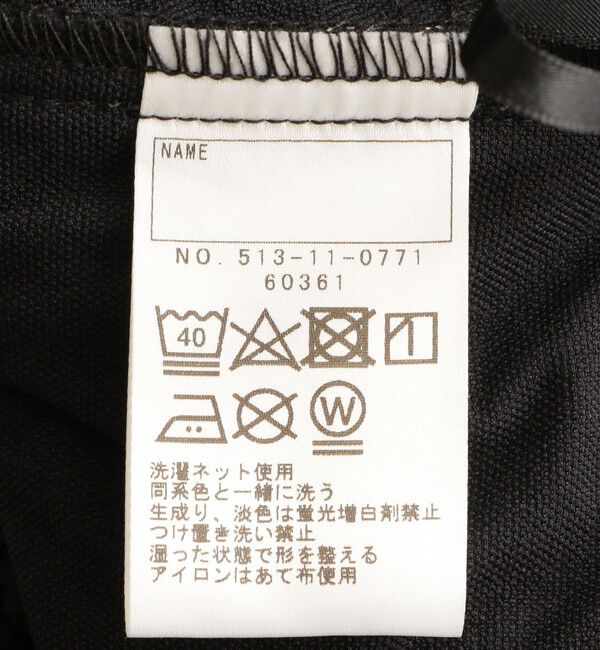 NAME
NO. 513-11-0771
60361
40
W
洗濯ネット使用
同系色と一緒に洗う
生成り、淡色は蛍光増白剤禁止
つけ置き洗い禁止
湿った状態で形を整える
アイロンはあて布使用